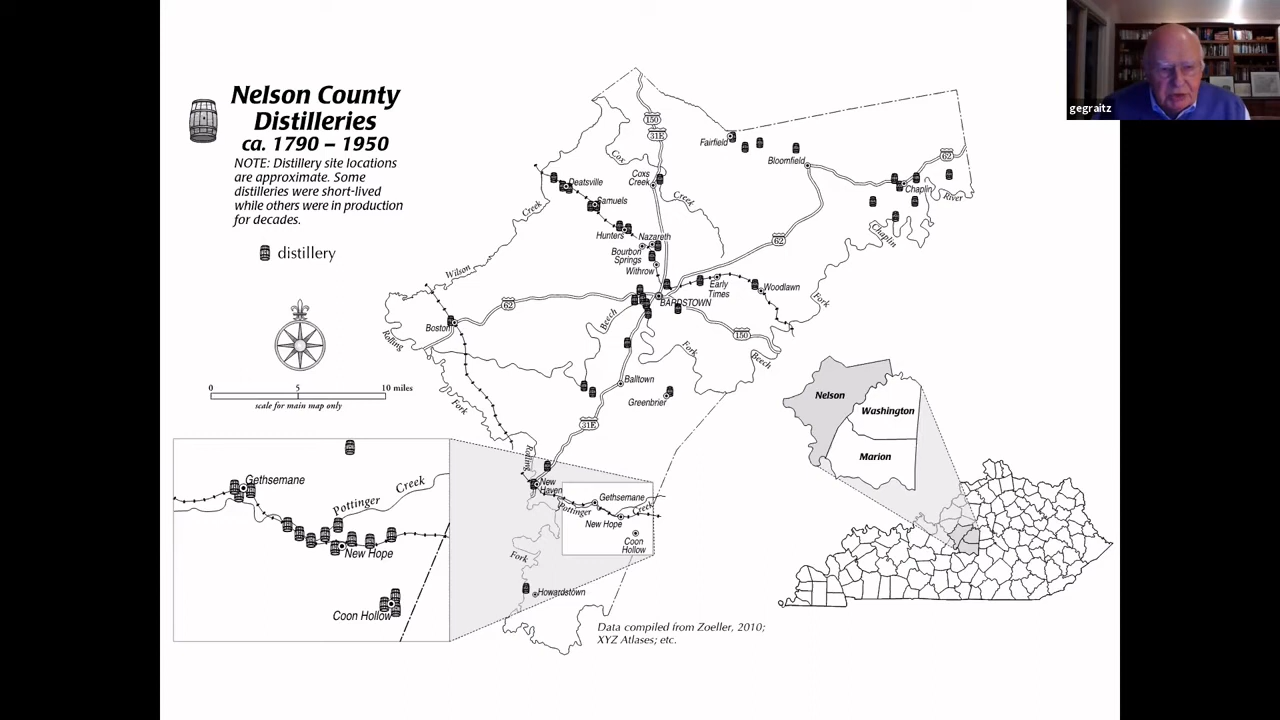 gegraitz
Nelson County
Distilleries
ca. 1790 – 1950
NOTE: Distillery site locations
are approximate. Some
distilleries were short-lived
while others were in production
for decades.
distillery
0 5 10 miles
scale for main map only
150
31E
Fairfield
Bloomfield
62
Coxs
Creek
Cox
Creek
Deatsville
Samuels
Hunters
Nazareth
Bourbon
Springs
Withrow
Chaplin
River
Chaplin
Fork
62
Creek
Wilson
62
Early
Times
Woodlawn
BARDSTOWN
Boston
Rolling
Fork
Beech
Fork
150
Beech
Balltown
Greenbrier
31E
Rolling
New
Haven
Pottinger
Creek
Gethsemane
New Hope
Coon
Hollow
Fork
Howardstown
Gethsemane
Pottinger
Creek
New Hope
Coon Hollow
Nelson
Washington
Marion
Data compiled from Zoeller, 2010;
XYZ Atlases; etc.